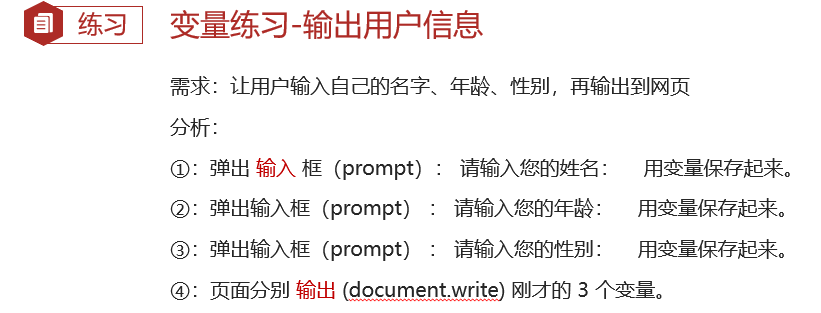 练习
变量练习-输出用户信息
需求：让用户输入自己的名字、年龄、性别，再输出到网页
分析：
①：弹出 输入 框（prompt）： 请输入您的姓名： 用变量保存起来。
②：弹出输入框（prompt） ： 请输入您的年龄： 用变量保存起来。
③：弹出输入框（prompt） ： 请输入您的性别： 用变量保存起来。
④：页面分别 输出 (document.write) 刚才的 3 个变量。